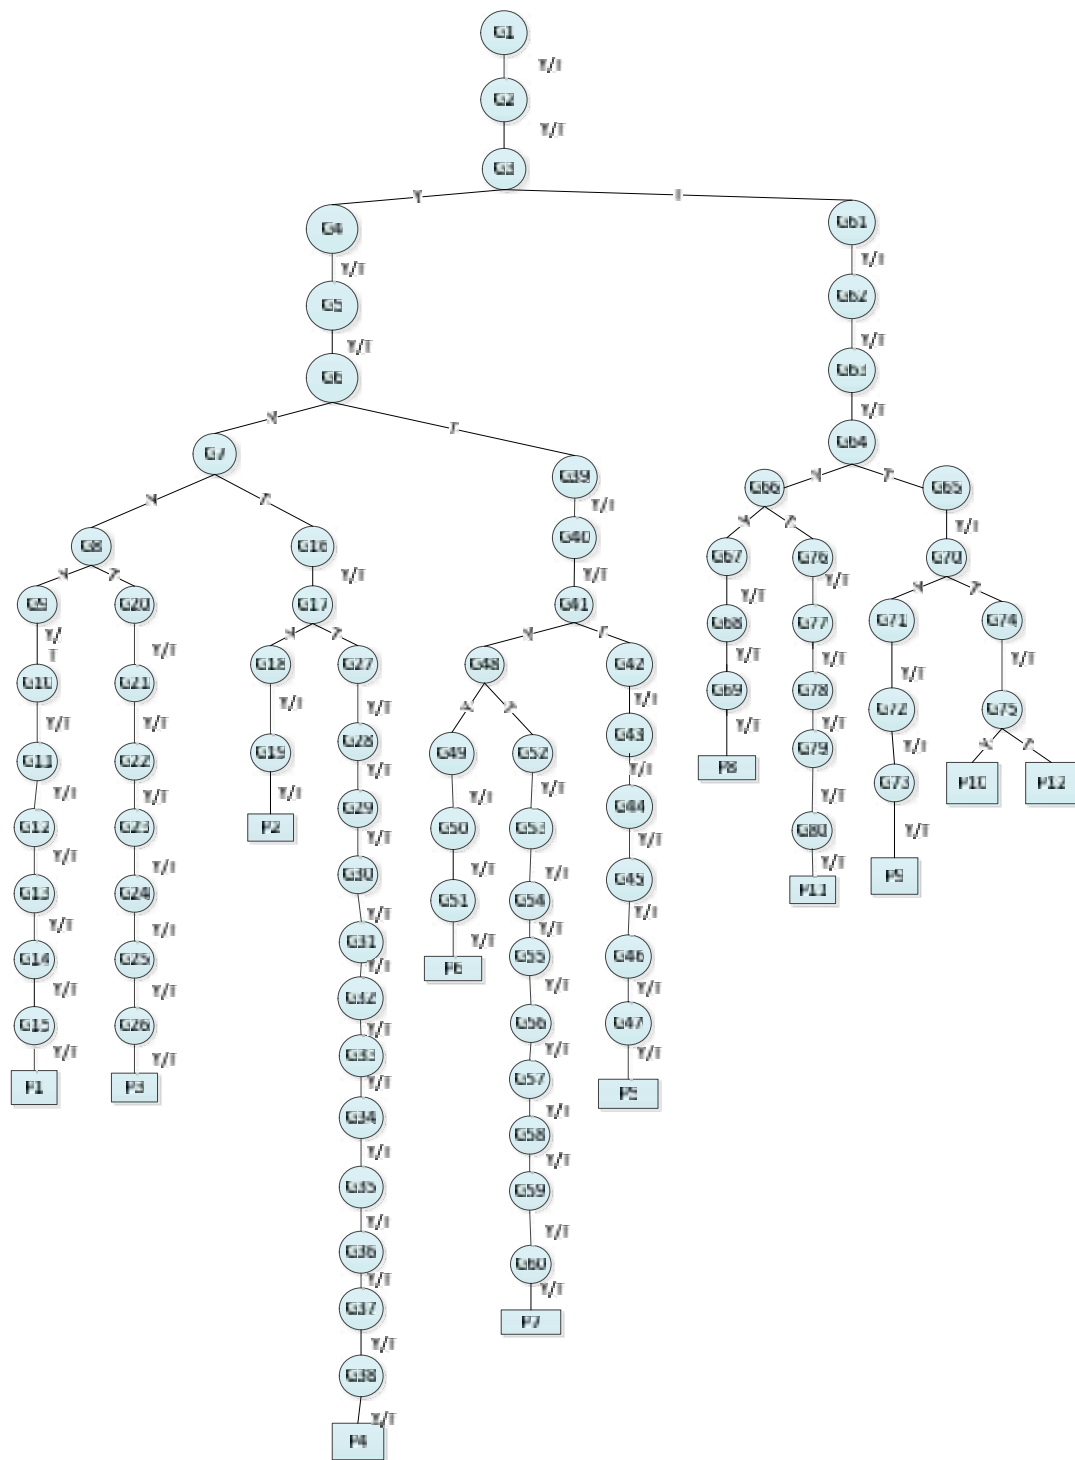 G1
Y/T
G2
Y/T
G3
Y
T
G4
G61
Y/T
Y/T
G5
G62
Y/T
Y/T
G6
G63
Y/T
Y
T
G64
G7
Y
T
G39
G66
G65
Y
T
Y/T
Y
T
Y/T
G8
G16
G40
G67
G76
G70
Y
T
Y/T
Y/T
Y/T
Y/T
Y
T
G9
G20
G17
G41
G68
G77
G71
G74
Y/
T
Y/T
Y
T
Y
T
Y/T
Y/T
Y/T
Y/T
G10
G21
G18
G27
G48
G42
G69
G78
G72
G75
Y/T
Y/T
Y/T
Y/T
Y
T
Y/T
Y/T
Y/T
Y/T
Y
T
G11
G22
G19
G28
G49
G52
G43
P8
G79
G73
P10
P12
Y/T
Y/T
Y/T
Y/T
Y/T
Y/T
Y/T
Y/T
Y/T
G12
G23
P2
G29
G50
G53
G44
G80
P9
Y/T
Y/T
Y/T
Y/T
Y/T
Y/T
Y/T
G13
G24
G30
G51
G54
G45
P11
Y/T
Y/T
Y/T
Y/T
Y/T
Y/T
G14
G25
G31
P6
G55
G46
Y/T
Y/T
Y/T
Y/T
Y/T
G15
G26
G32
G56
G47
Y/T
Y/T
Y/T
Y/T
Y/T
P1
P3
G33
G57
P5
Y/T
Y/T
G34
G58
Y/T
Y/T
G35
G59
Y/T
Y/T
G36
G60
Y/T
Y/T
G37
P7
Y/T
G38
Y/T
P4